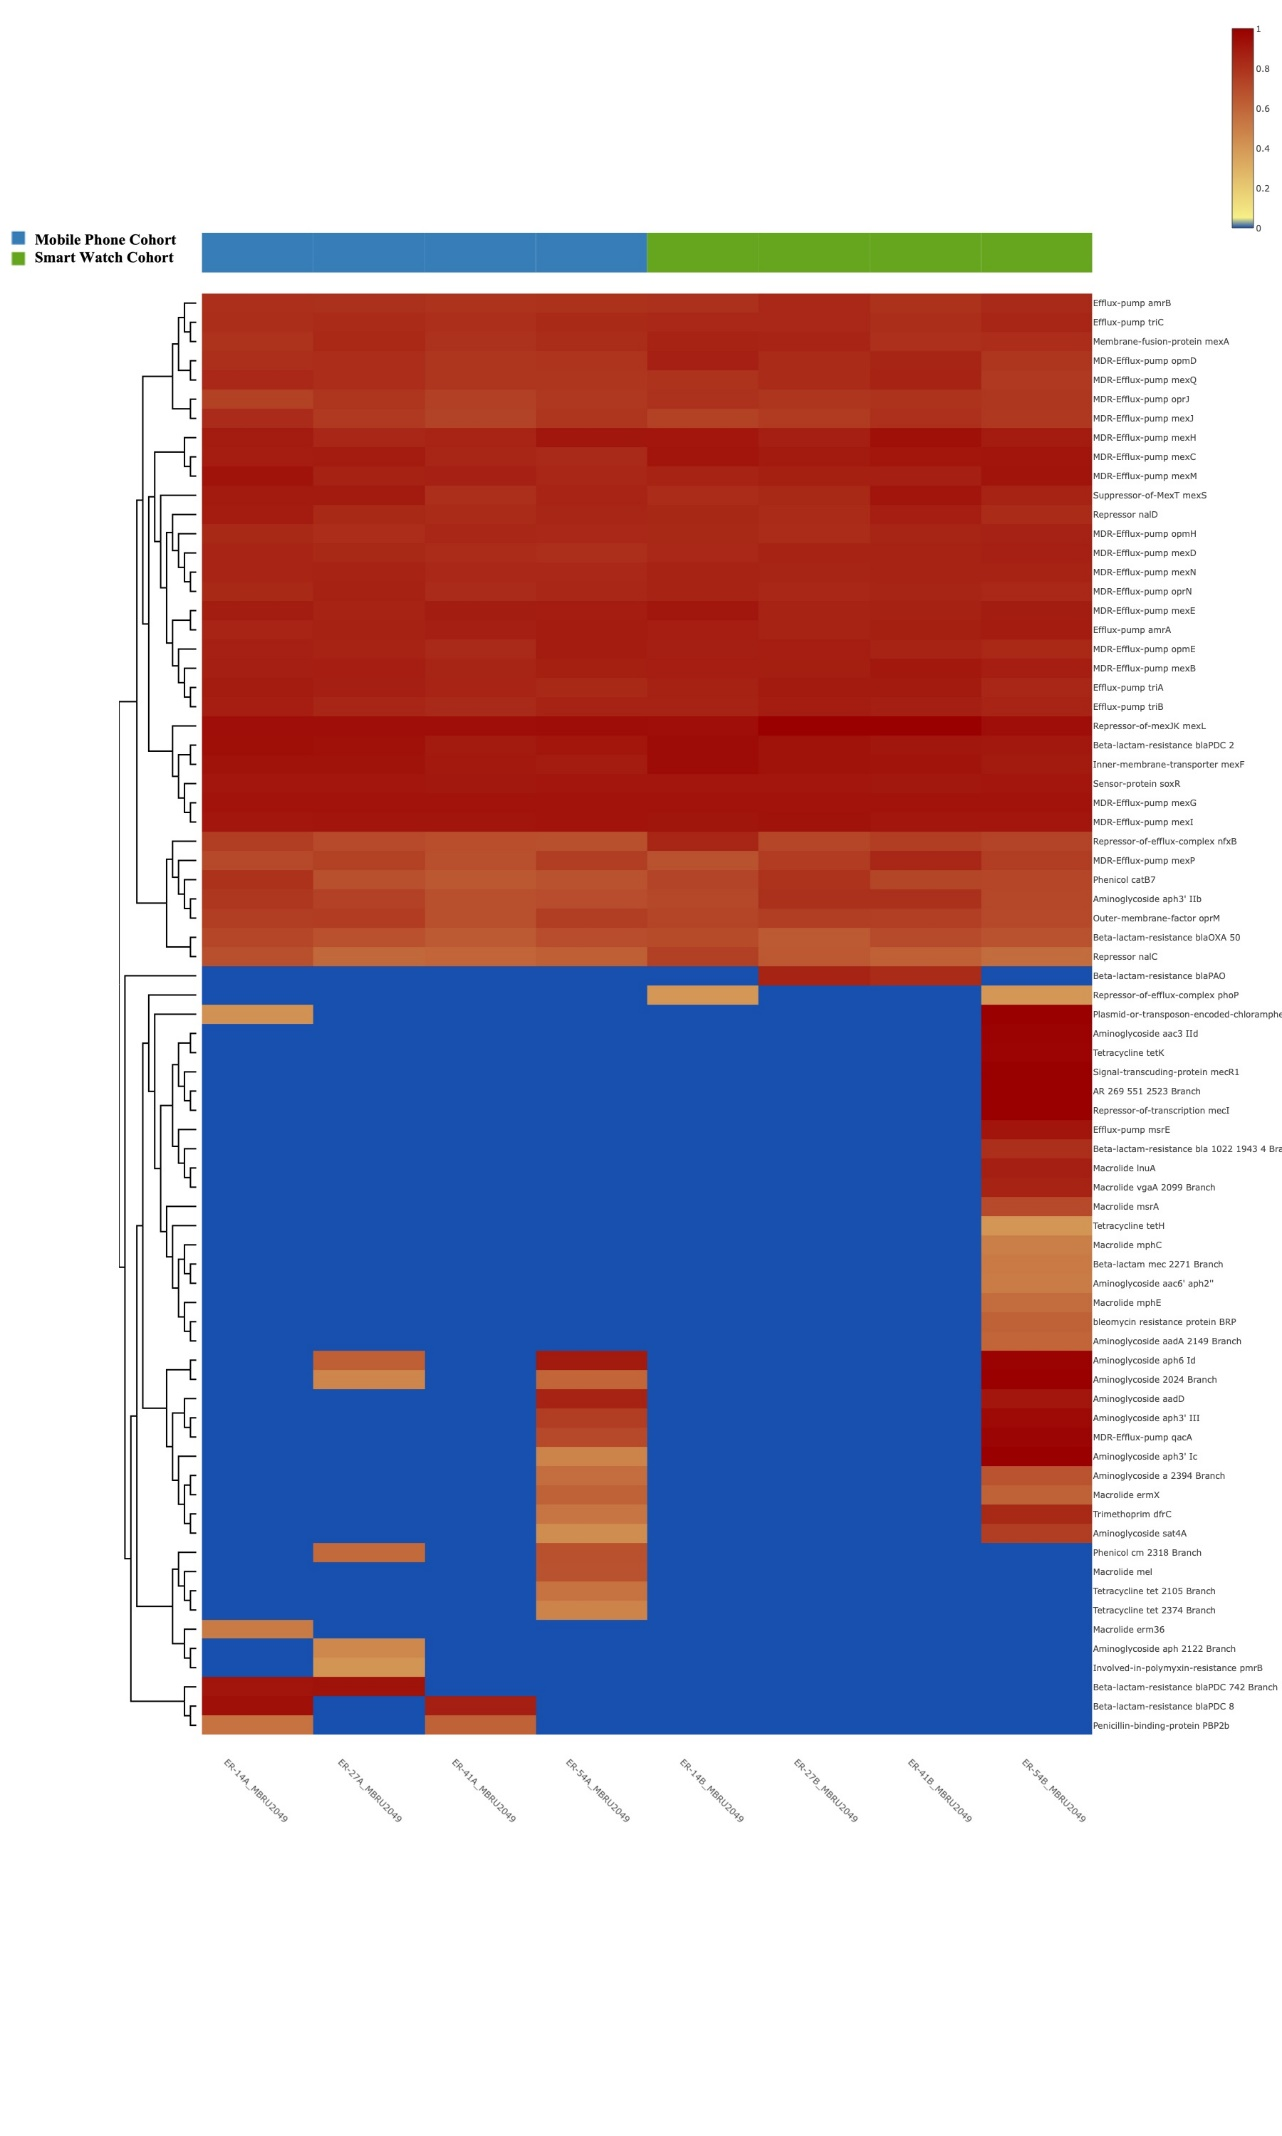 1
0.8
0.6
0.4
0.2
0
Mobile Phone Cohort
Smart Watch Cohort
Efflux-pump amrB
Efflux-pump triC
Membrane-fusion-protein mexA
MDR-Efflux-pump opmD
MDR-Efflux-pump mexQ
MDR-Efflux-pump oprJ
MDR-Efflux-pump mexJ
MDR-Efflux-pump mexH
MDR-Efflux-pump mexC
MDR-Efflux-pump mexM
Suppressor-of-MexT mexS
Repressor nalD
MDR-Efflux-pump opmH
MDR-Efflux-pump mexD
MDR-Efflux-pump mexN
MDR-Efflux-pump oprN
MDR-Efflux-pump mexE
Efflux-pump amrA
MDR-Efflux-pump opmE
MDR-Efflux-pump mexB
Efflux-pump triA
Efflux-pump triB
Repressor-of-mexJK mexL
Beta-lactam-resistance blaPDC 2
Inner-membrane-transporter mexF
Sensor-protein soxR
MDR-Efflux-pump mexG
MDR-Efflux-pump mexI
Repressor-of-efflux-complex nfxB
MDR-Efflux-pump mexP
Phenicol catB7
Aminoglycoside aph3' IIb
Outer-membrane-factor oprM
Beta-lactam-resistance blaOXA 50
Repressor nalC
Beta-lactam-resistance blaPAO
Repressor-of-efflux-complex phoP
Plasmid-or-transposon-encoded-chloramphe
Aminoglycoside aac3 IId
Tetracycline tetK
Signal-transcuding-protein mecR1
AR 269 551 2523 Branch
Repressor-of-transcription mecI
Efflux-pump msrE
Beta-lactam-resistance bla 1022 1943 4 Bra
Macrolide lnuA
Macrolide vgaA 2099 Branch
Macrolide msrA
Tetracycline tetH
Macrolide mphC
Beta-lactam mec 2271 Branch
Aminoglycoside aac6' aph2"
Macrolide mphE
bleomycin resistance protein BRP
Aminoglycoside aadA 2149 Branch
Aminoglycoside aph6 Id
Aminoglycoside 2024 Branch
Aminoglycoside aadD
Aminoglycoside aph3' III
MDR-Efflux-pump qacA
Aminoglycoside aph3' Ic
Aminoglycoside a 2394 Branch
Macrolide ermX
Trimethoprim dfrC
Aminoglycoside sat4A
Phenicol cm 2318 Branch
Macrolide mel
Tetracycline tet 2105 Branch
Tetracycline tet 2374 Branch
Macrolide erm36
Aminoglycoside aph 2122 Branch
Involved-in-polymyxin-resistance pmrB
Beta-lactam-resistance blaPDC 742 Branch
Beta-lactam-resistance blaPDC 8
Penicillin-binding-protein PBP2b
ER-14A_MBRU2049
ER-27A_MBRU2049
ER-41A_MBRU2049
ER-54A_MBRU2049
ER-14B_MBRU2049
ER-27B_MBRU2049
ER-41B_MBRU2049
ER-54B_MBRU2049